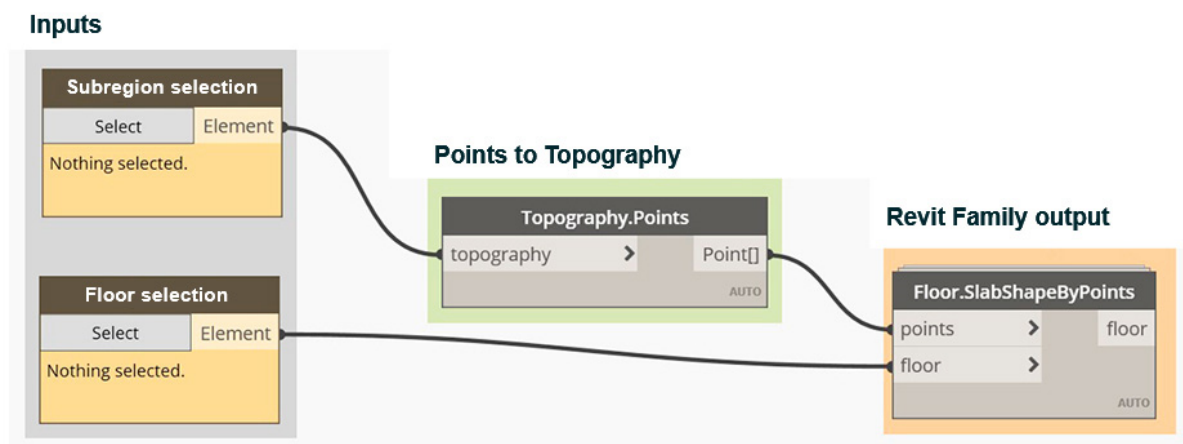 Inputs
Subregion selection
Select Element
Nothing selected.
Floor selection
Select Element
Nothing selected.
Points to Topography
Topography.Points
topography > Point[]
AUTO
Revit Family output
Floor.SlabShapeByPoints
points > floor
floor >
AUTO